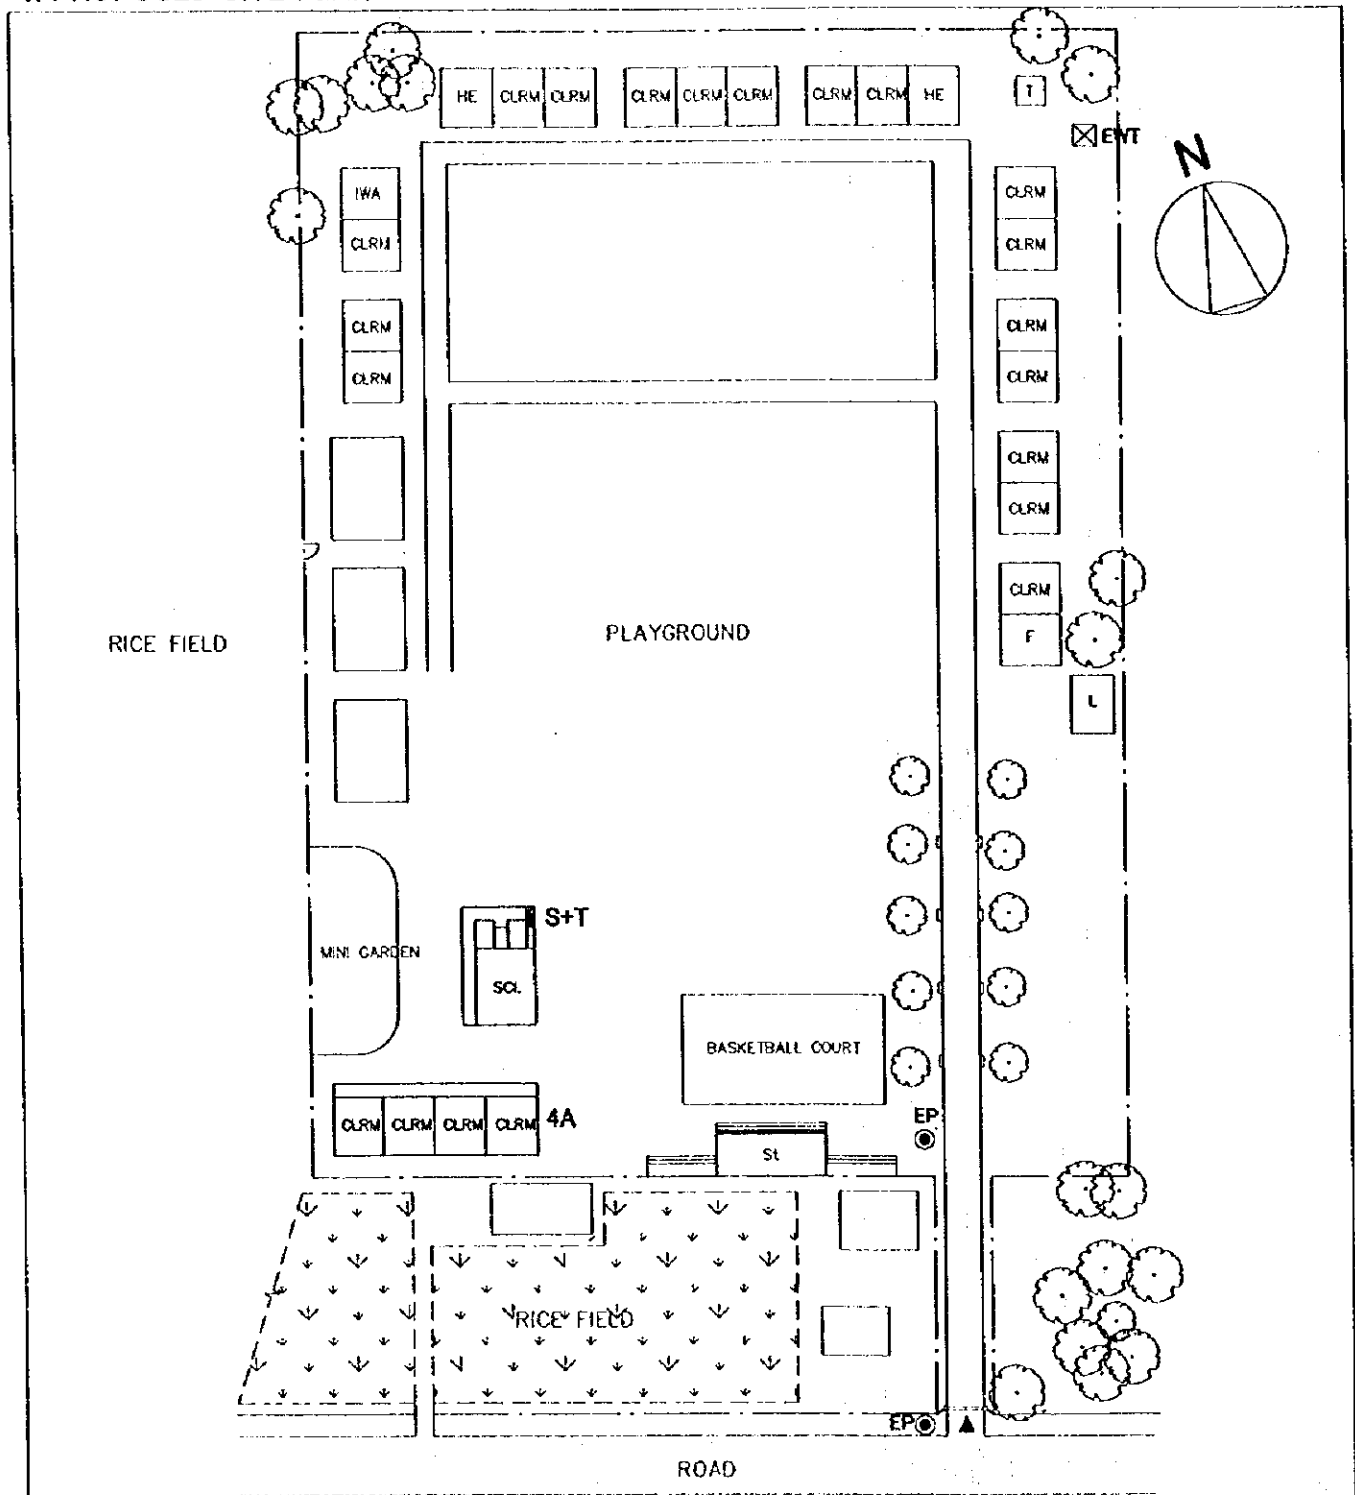 HE CLRM CLRM CLRM CLRM CLRM CLRM CLRM HE
T
EWT
N
IWA
CLRM
CLRM
CLRM
CLRM
CLRM
CLRM
CLRM
CLRM
CLRM
CLRM
F
L
RICE FIELD
PLAYGROUND
MINI GARDEN
S+T
SCL
BASKETBALL COURT
CLRM CLRM CLRM CLRM 4A
EP
St
RICE FIELD
EP
ROAD